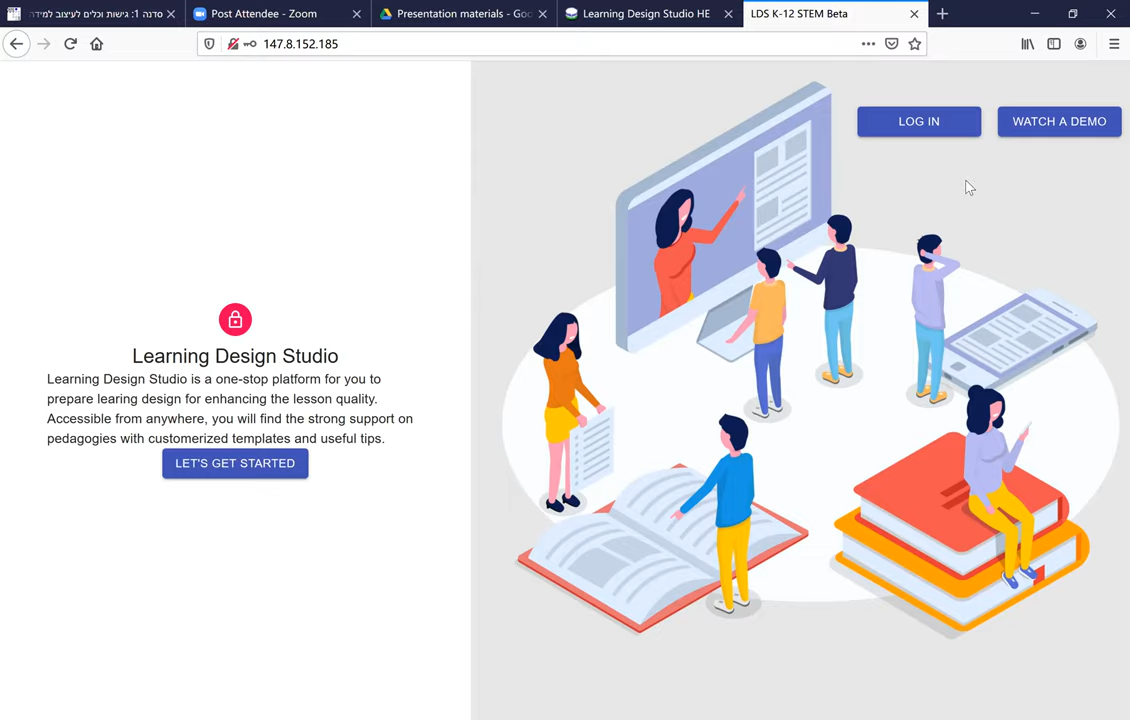 סדנה 1: גישות וכלים לעיצוב למידה
Post Attendee - Zoom
Presentation materials - Goo
Learning Design Studio HE
LDS K-12 STEM Beta
147.8.152.185
LOG IN
WATCH A DEMO
Learning Design Studio
Learning Design Studio is a one-stop platform for you to
prepare learing design for enhancing the lesson quality.
Accessible from anywhere, you will find the strong support on
pedagogies with customerized templates and useful tips.
LET'S GET STARTED